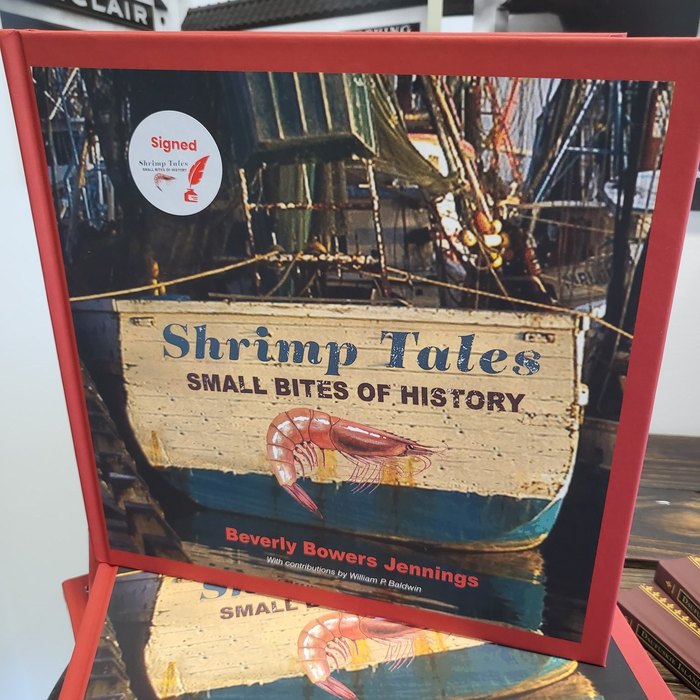 CLAIR
Signed
Shrimp Tales
SMALL BITES OF HISTORY
Shrimp Tales
SMALL BITES OF HISTORY
Beverly Bowers Jennings
With contributions by William P. Baldwin
SMALL